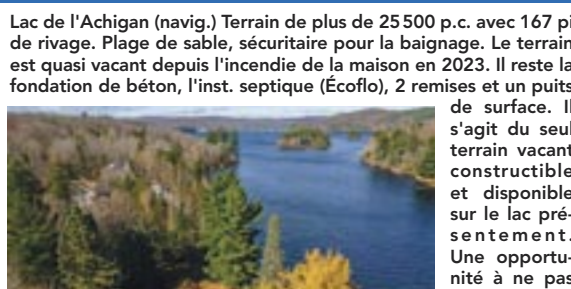 Lac de l'Achigan (navig.) Terrain de plus de 25 500 p.c. avec 167 pi
de rivage. Plage de sable, sécuritaire pour la baignade. Le terrain
est quasi vacant depuis l'incendie de la maison en 2023. Il reste la
fondation de béton, l'inst. septique (Écoflo), 2 remises et un puits
de surface. Il
s'agit du seul
terrain vacant
constructible
et disponible
sur le lac pré-
sentement.
Une opportu-
nité à ne pas